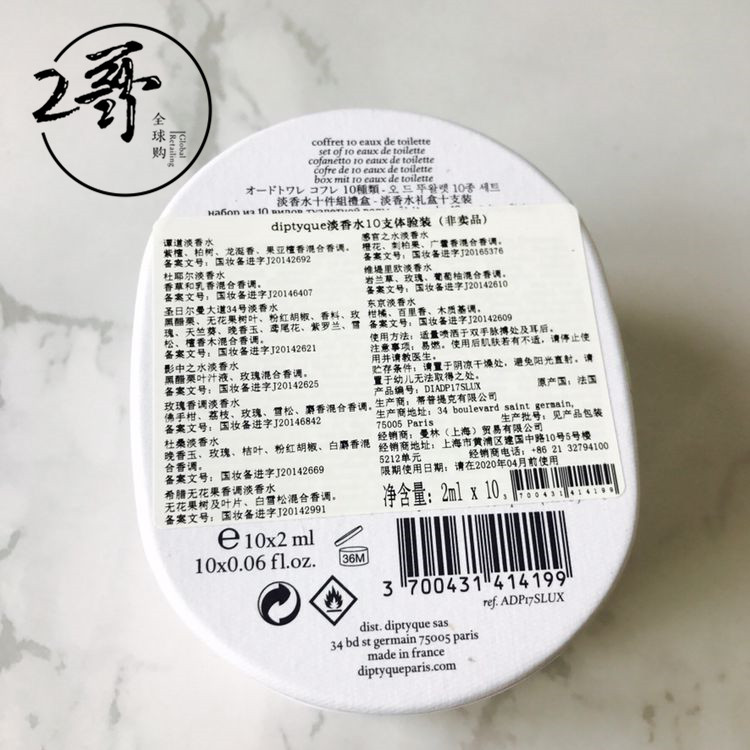 2哥
全球购
Global
Retailing
coffret 10 eaux de toilette
set of 10 eaux de toilette
cofanetto 10 eaux de toilette
cofre de 10 eaux de toilette
box mit 10 eaux de toilette
オードトワレ コフレ 10種類 - 오 드 뚜왈렛 10종 세트
淡香水十件組禮盒 - 淡香水礼盒十支装
набор из 10 видов туалетной воды
diptyque淡香水10支体验装（非卖品）
谭道淡香水
紫檀、柏树、龙涎香、果亚檀香混合香调。
备案文号：国妆备进字J20142692
杜耶尔淡香水
香草和乳香混合香调。
备案文号：国妆备进字J20146407
圣日尔曼大道34号淡香水
黑醋栗、无花果树叶、粉红胡椒、香料、玫
瑰、天竺葵、晚香玉、鸢尾花、紫罗兰、雪
松、檀香木混合香调。
备案文号：国妆备进字J20142621
影中之水淡香水
黑醋栗叶汁液、玫瑰混合香调。
备案文号：国妆备进字J20142625
玫瑰香调淡香水
佛手柑、荔枝、玫瑰、雪松、麝香混合香调。
备案文号：国妆备进字J20146842
杜桑淡香水
晚香玉、玫瑰、桔叶、粉红胡椒、白麝香混
合香调。
备案文号：国妆备进字J20142669
希腊无花果香调淡香水
无花果树及叶片、白雪松混合香调。
备案文号：国妆备进字J20142991
感官之水淡香水
橙花、刺柏果、广藿香混合香调。
备案文号：国妆备进字J20165376
维堤里欧淡香水
岩兰草、玫瑰、葡萄柚混合香调。
备案文号：国妆备进字J20142610
东京淡香水
柑橘、百里香、木质基调。
备案文号：国妆备进字J20142609
使用方法：适量喷洒于双手脉搏处及耳后。
注意事项：易燃。使用后肌肤若有不适，请停止使
用并请教医生。
贮存条件：请置于阴凉干燥处，避免阳光直射。请
置于幼儿无法取得之处。
产品编号：DIADP17SLUX 原产国：法国
生产商：蒂普提克有限公司
生产商地址：34 boulevard saint germain,
75005 Paris 生产批号：见产品包装
经销商：曼林（上海）贸易有限公司
经销商地址：上海市黄浦区建国中路10号5号楼
5212单元 经销商电话：+86 21 32794100
限期使用日期：请在2020年04月前使用
净含量：2ml x 10
3 700431 414199
e 10x2 ml
10x0.06 fl.oz.
36M
3 700431 414199
ref. ADP17SLUX
dist. diptyque sas
34 bd st germain 75005 paris
made in france
diptyqueparis.com